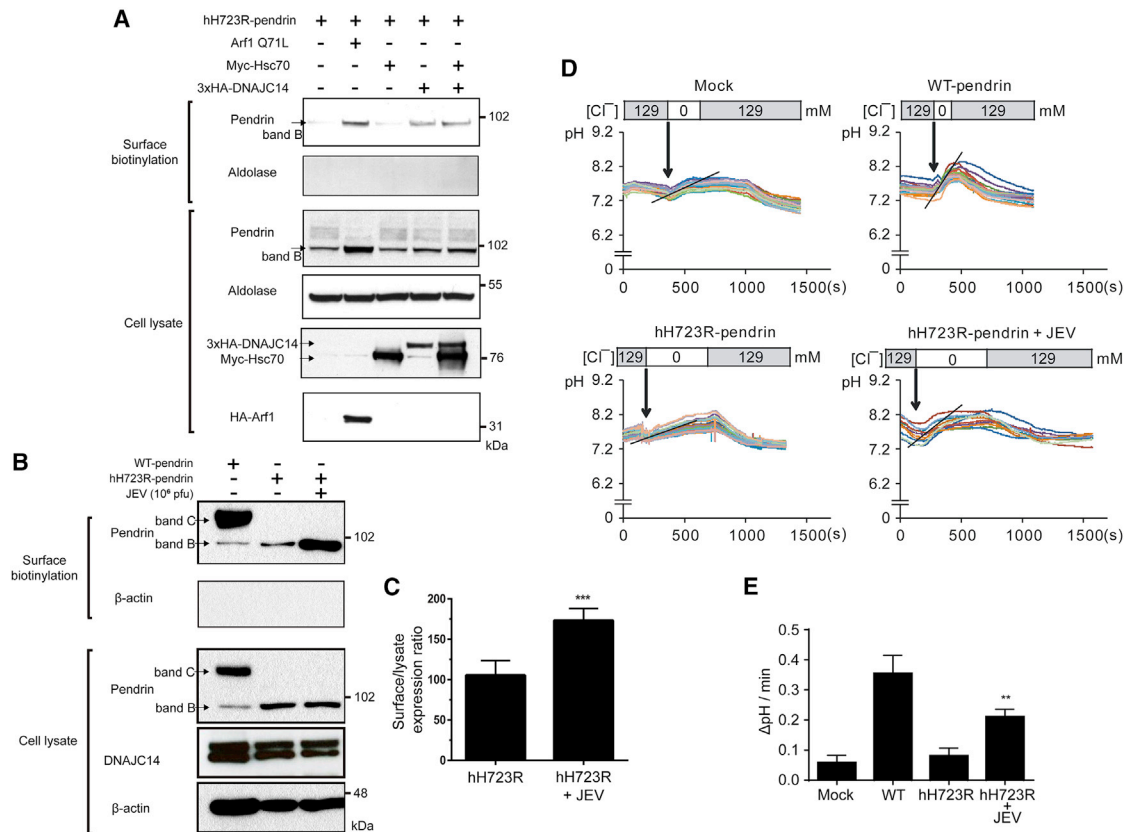 A
hH723R-pendrin + + + + +
Arf1 Q71L - + - - -
Myc-Hsc70 - - + - +
3xHA-DNAJC14 - - - + +
Surface
biotinylation
Pendrin
band B
102
Aldolase
Cell lysate
Pendrin
band B
102
Aldolase
55
3xHA-DNAJC14
Myc-Hsc70
76
HA-Arf1
31
kDa
B
WT-pendrin + - -
hH723R-pendrin - + +
JEV (10⁶ pfu) - - +
Surface
biotinylation
band C
Pendrin
band B
102
β-actin
Cell lysate
band C
Pendrin
band B
102
DNAJC14
β-actin
48
kDa
C
Surface/lysate
expression ratio
200
150
100
75
50
25
0
***
hH723R
hH723R
+ JEV
D
Mock
[Cl⁻] 129 0 129 mM
pH
9.2
8.2
7.2
6.2
0
0 500 1000 1500(s)
WT-pendrin
129 0 129 mM
pH
9.2
8.2
7.2
6.2
0
0 500 1000 1500(s)
hH723R-pendrin
[Cl⁻] 129 0 129 mM
pH
9.2
8.2
7.2
6.2
0
0 500 1000 1500(s)
hH723R-pendrin + JEV
[Cl⁻] 129 0 129 mM
pH
9.2
8.2
7.2
6.2
0
0 500 1000 1500(s)
E
ΔpH / min
0.5
0.4
0.3
0.2
0.1
0.0
**
Mock WT hH723R hH723R
+
JEV